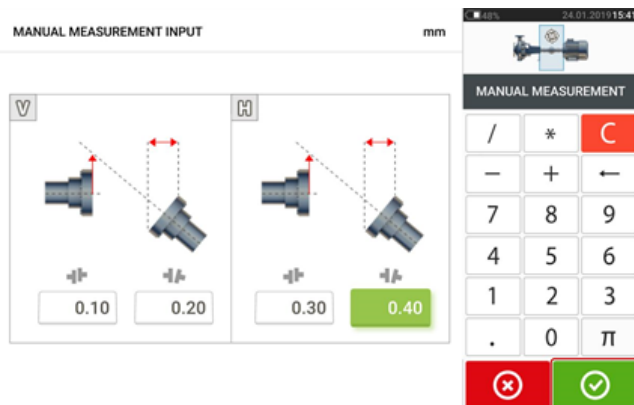 MANUAL MEASUREMENT INPUT
mm
V
H
0.10
0.20
0.30
0.40
48%
24.01.2019 15:41
MANUAL MEASUREMENT
/ * C
− + ←
7 8 9
4 5 6
1 2 3
. 0 π